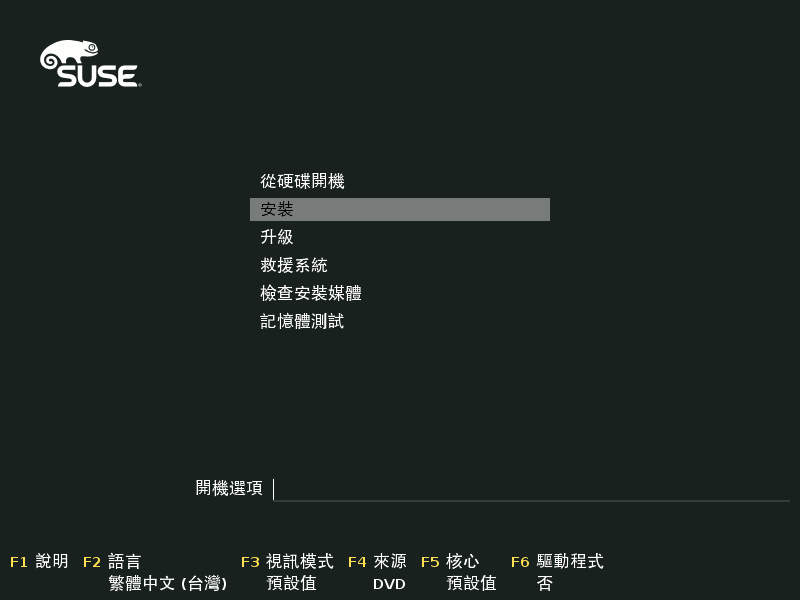 SUSE
從硬碟開機
安裝
升級
救援系統
檢查安裝媒體
記憶體測試
開機選項
F1 說明 F2 語言 F3 視訊模式 F4 來源 F5 核心 F6 驅動程式
繁體中文 (台灣) 預設值 DVD 預設值 否